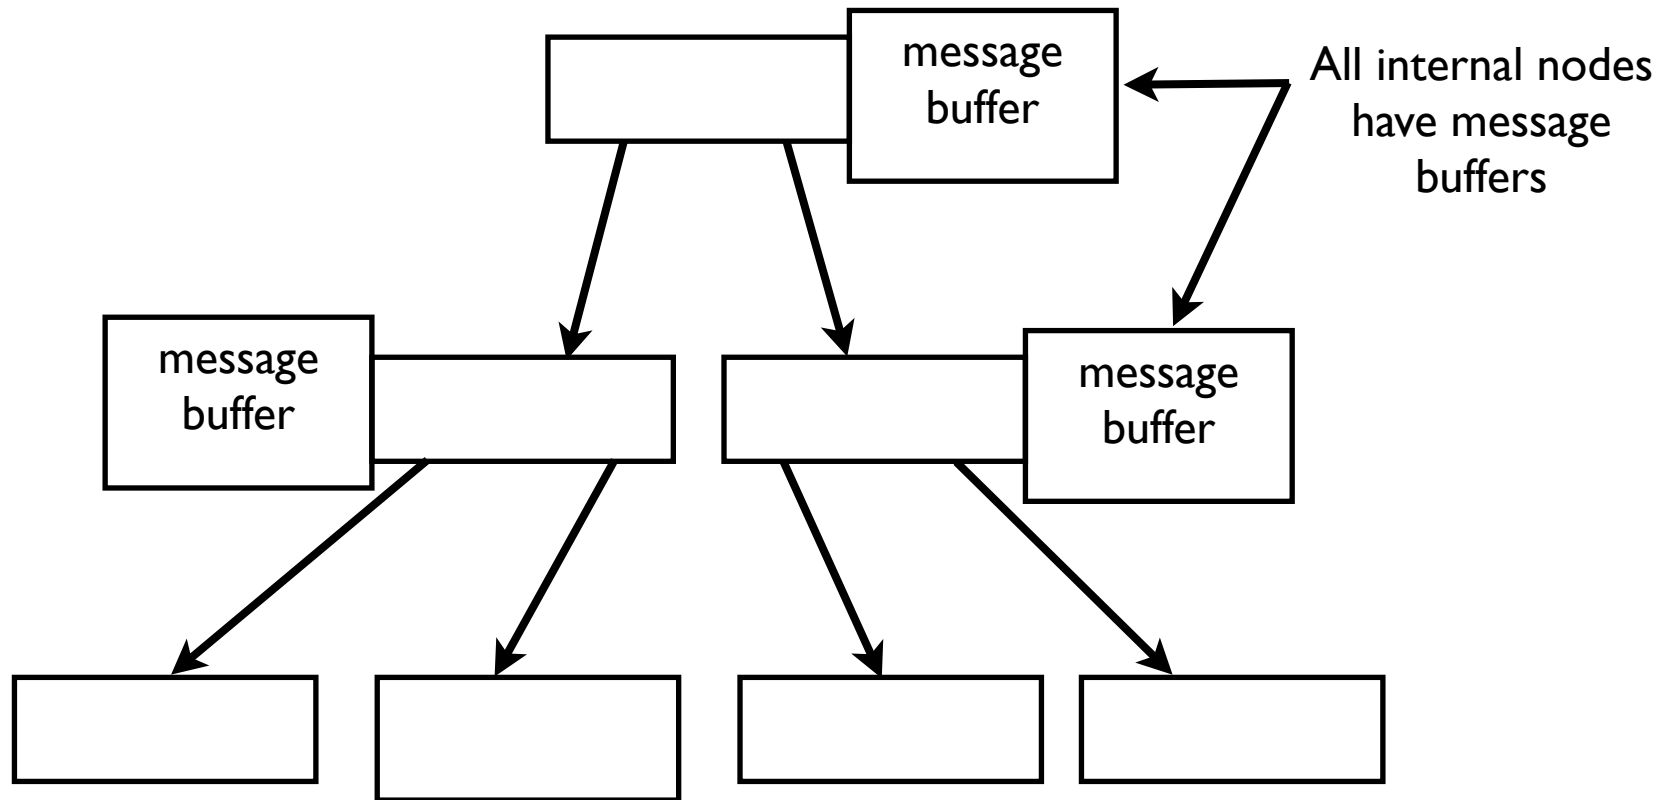 message
buffer
All internal nodes
have message
buffers
message
buffer
message
buffer